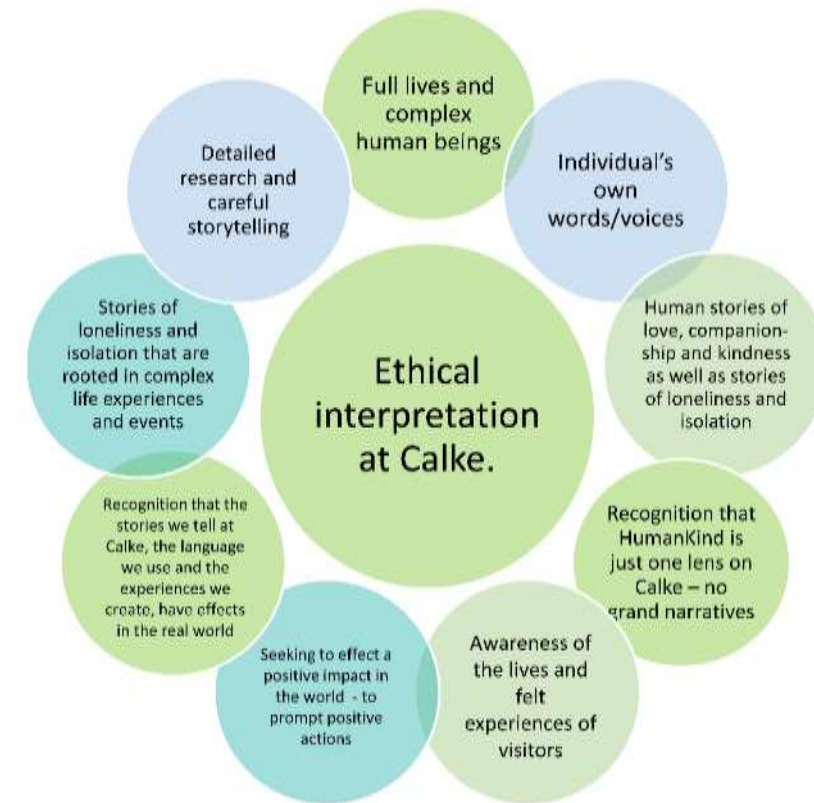 Full lives and
complex
human beings
Individual's
own
words/voices
Human stories of
love, companion-
ship and kindness
as well as stories
of loneliness and
isolation
Recognition that
HumanKind is
just one lens on
Calke – no
grand narratives
Awareness of
the lives and
felt
experiences of
visitors
Seeking to effect a
positive impact in
the world - to
prompt positive
actions
Recognition that the
stories we tell at
Calke, the language
we use and the
experiences we
create, have effects
in the real world
Stories of
loneliness and
isolation that are
rooted in complex
life experiences
and events
Detailed
research and
careful
storytelling
Ethical
interpretation
at Calke.